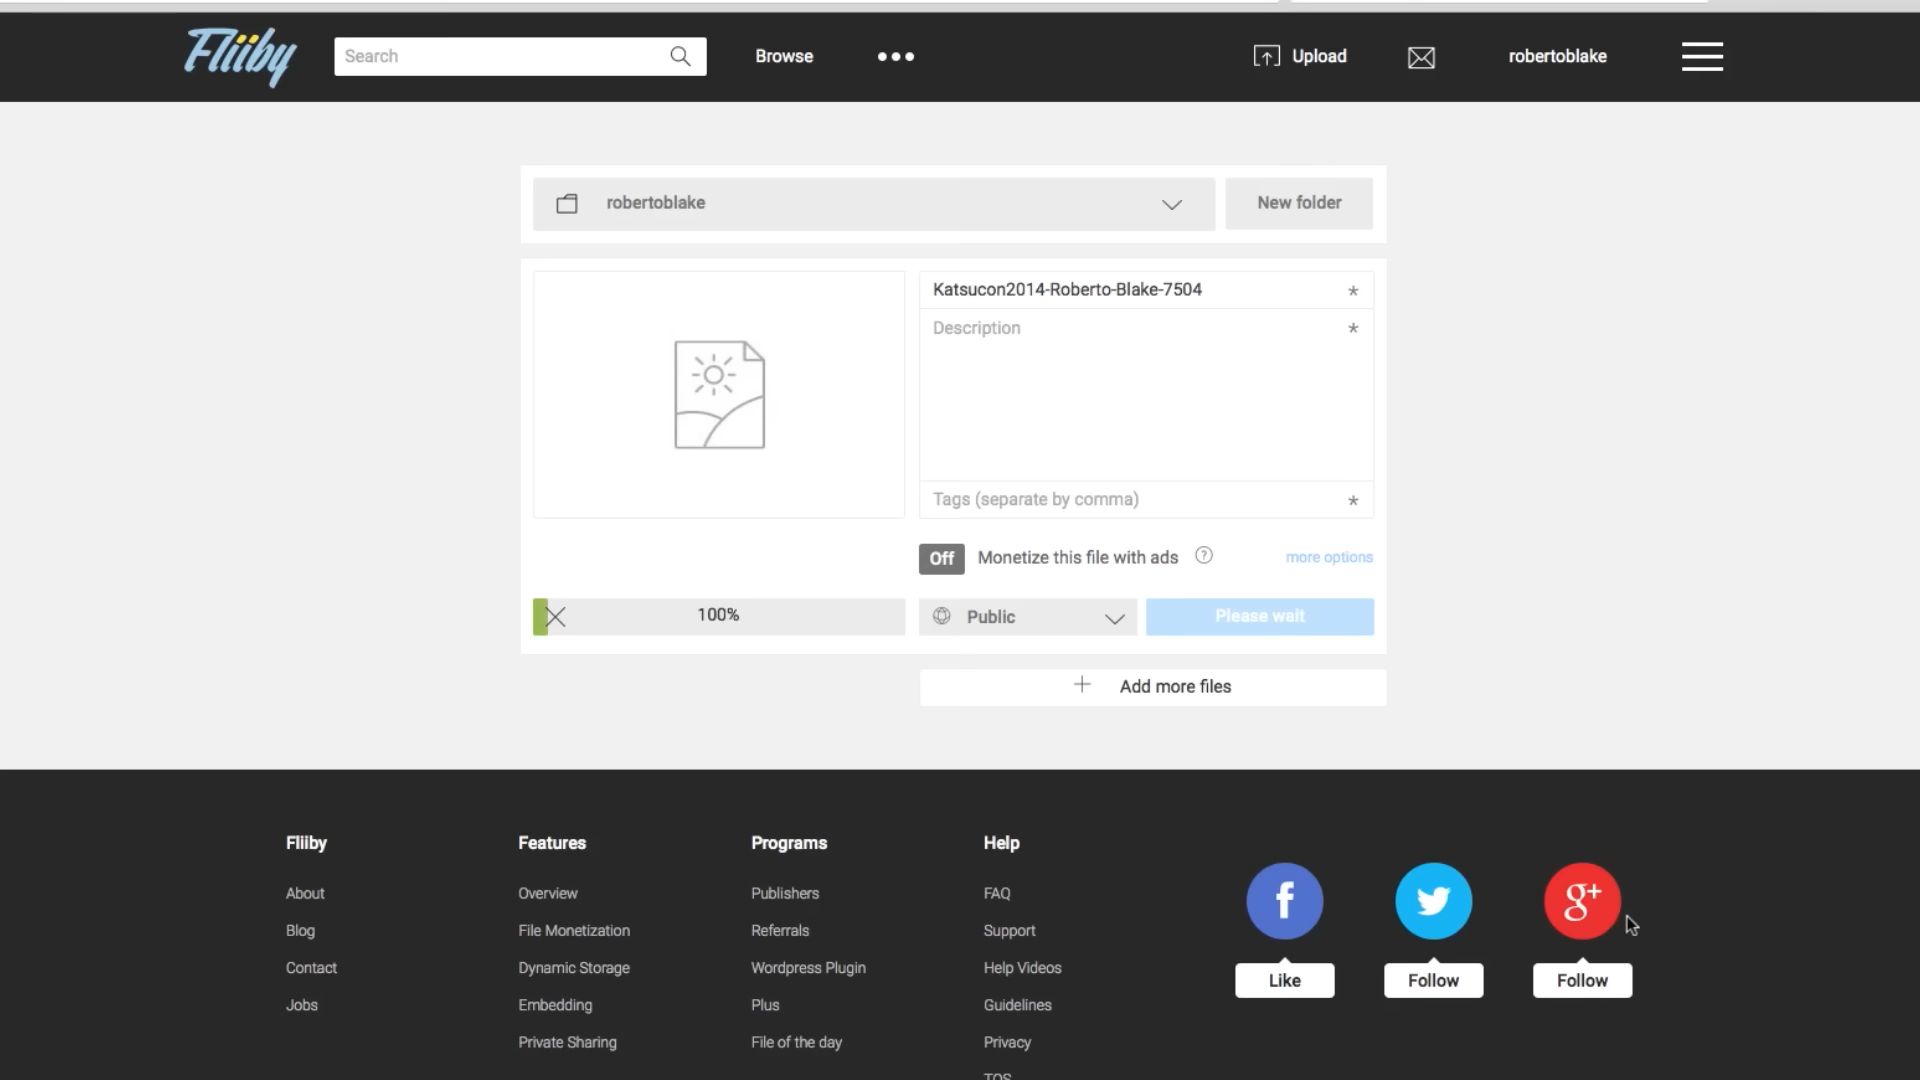 Fliiby
Search
Browse
Upload
robertoblake
robertoblake
New folder
Katsucon2014-Roberto-Blake-7504 *
Description *
Tags (separate by comma) *
Off Monetize this file with ads ? more options
100%
Public
Please wait
+ Add more files
Fliiby
About
Blog
Contact
Jobs
Features
Overview
File Monetization
Dynamic Storage
Embedding
Private Sharing
Programs
Publishers
Referrals
Wordpress Plugin
Plus
File of the day
Help
FAQ
Support
Help Videos
Guidelines
Privacy
TOS
f
Like
Follow
g+
Follow